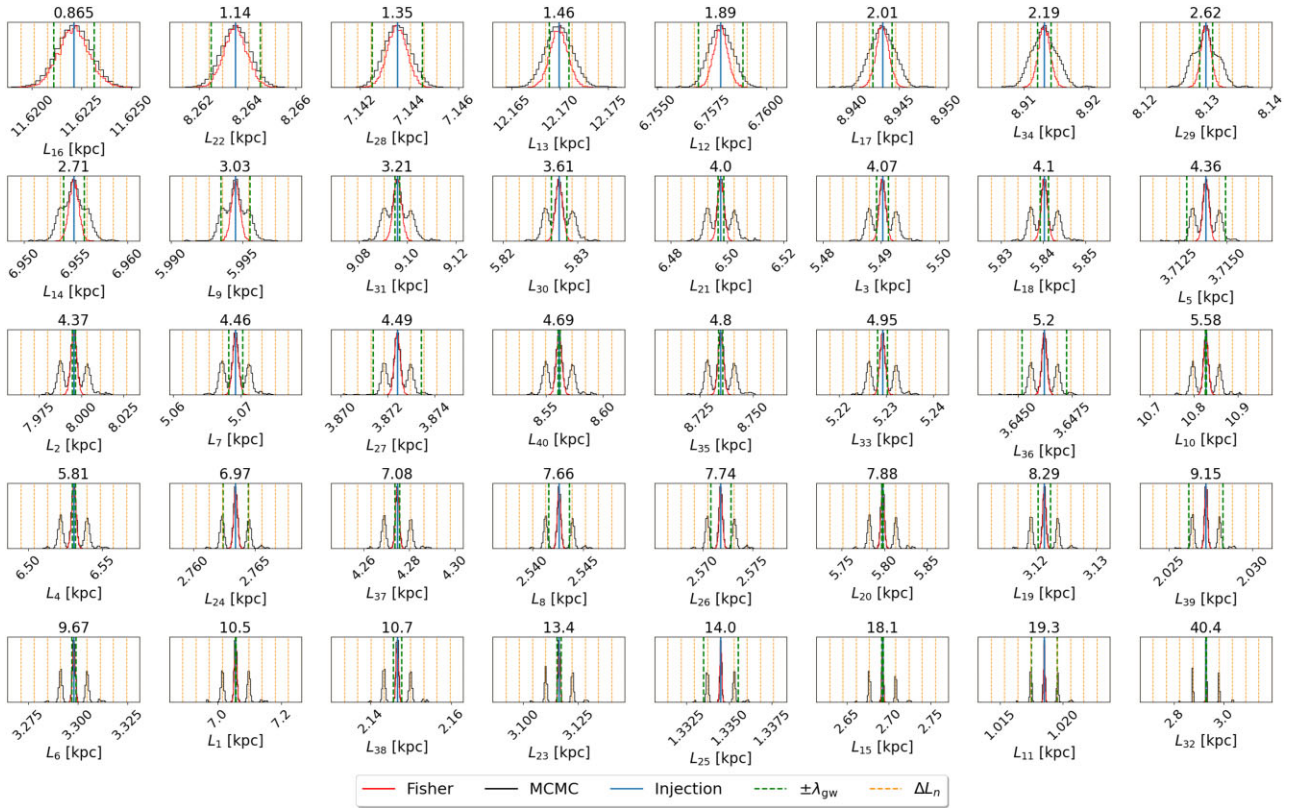 0.865 1.14 1.35 1.46 1.89 2.01 2.19 2.62
11.6200 11.6225 11.6250 8.262 8.264 8.266 7.142 7.144 7.146 12.165 12.170 12.175 6.750 6.775 6.800 8.940 8.945 8.950 8.91 8.92 8.12 8.13 8.14
L₁₆ [kpc] L₂₂ [kpc] L₂₈ [kpc] L₁₃ [kpc] L₁₂ [kpc] L₁₇ [kpc] L₃₄ [kpc] L₂₉ [kpc]
2.71 3.03 3.21 3.61 4.0 4.07 4.1 4.36
6.950 6.955 6.960 5.990 5.995 9.08 9.10 9.12 5.82 5.83 6.48 6.50 6.52 5.48 5.49 5.50 5.83 5.84 5.85 3.7125 3.7150
L₁₄ [kpc] L₉ [kpc] L₃₁ [kpc] L₃₀ [kpc] L₂₁ [kpc] L₃ [kpc] L₁₈ [kpc] L₅ [kpc]
4.37 4.46 4.49 4.69 4.8 4.95 5.2 5.58
7.975 8.000 8.025 5.06 5.07 3.870 3.872 3.874 8.55 8.60 8.725 8.750 5.22 5.23 5.24 3.6450 3.6475 10.7 10.8 10.9
L₂ [kpc] L₇ [kpc] L₂₇ [kpc] L₄₀ [kpc] L₃₅ [kpc] L₃₃ [kpc] L₃₆ [kpc] L₁₀ [kpc]
5.81 6.97 7.08 7.66 7.74 7.88 8.29 9.15
6.50 6.55 2.760 2.765 4.26 4.28 4.30 2.540 2.545 2.570 2.575 5.75 5.80 5.85 3.12 3.13 2.025 2.030
L₄ [kpc] L₂₄ [kpc] L₃₇ [kpc] L₈ [kpc] L₂₆ [kpc] L₂₀ [kpc] L₁₉ [kpc] L₃₉ [kpc]
9.67 10.5 10.7 13.4 14.0 18.1 19.3 40.4
3.275 3.300 3.325 7.0 7.2 2.14 2.16 3.100 3.125 1.3325 1.3350 1.3375 2.65 2.70 2.75 1.015 1.020 2.8 3.0
L₆ [kpc] L₁ [kpc] L₃₈ [kpc] L₂₃ [kpc] L₂₅ [kpc] L₁₅ [kpc] L₁₁ [kpc] L₃₂ [kpc]
Fisher MCMC Injection ±λ_gw ΔLₙ